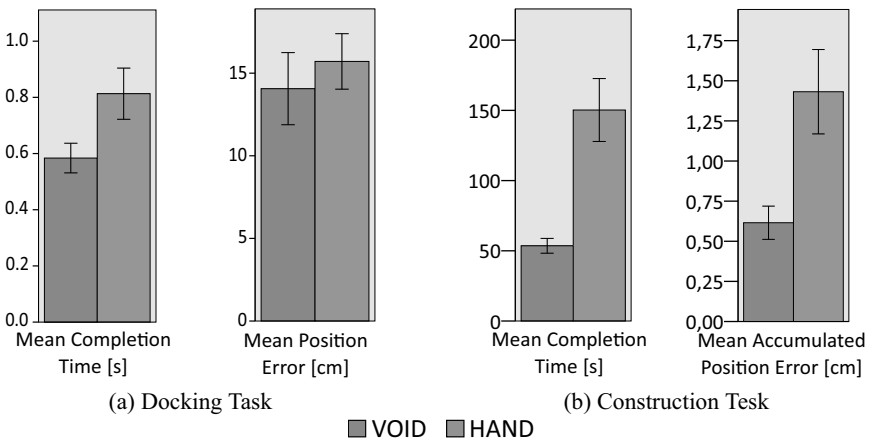 1.0
0.8
0.6
0.4
0.2
0.0
Mean Completion
Time [s]
15
10
5
0
Mean Position
Error [cm]
(a) Docking Task
200
150
100
50
0
Mean Completion
Time [s]
1,75
1,50
1,25
1,00
0,75
0,50
0,25
0,00
Mean Accumulated
Position Error [cm]
(b) Construction Tesk
VOID HAND